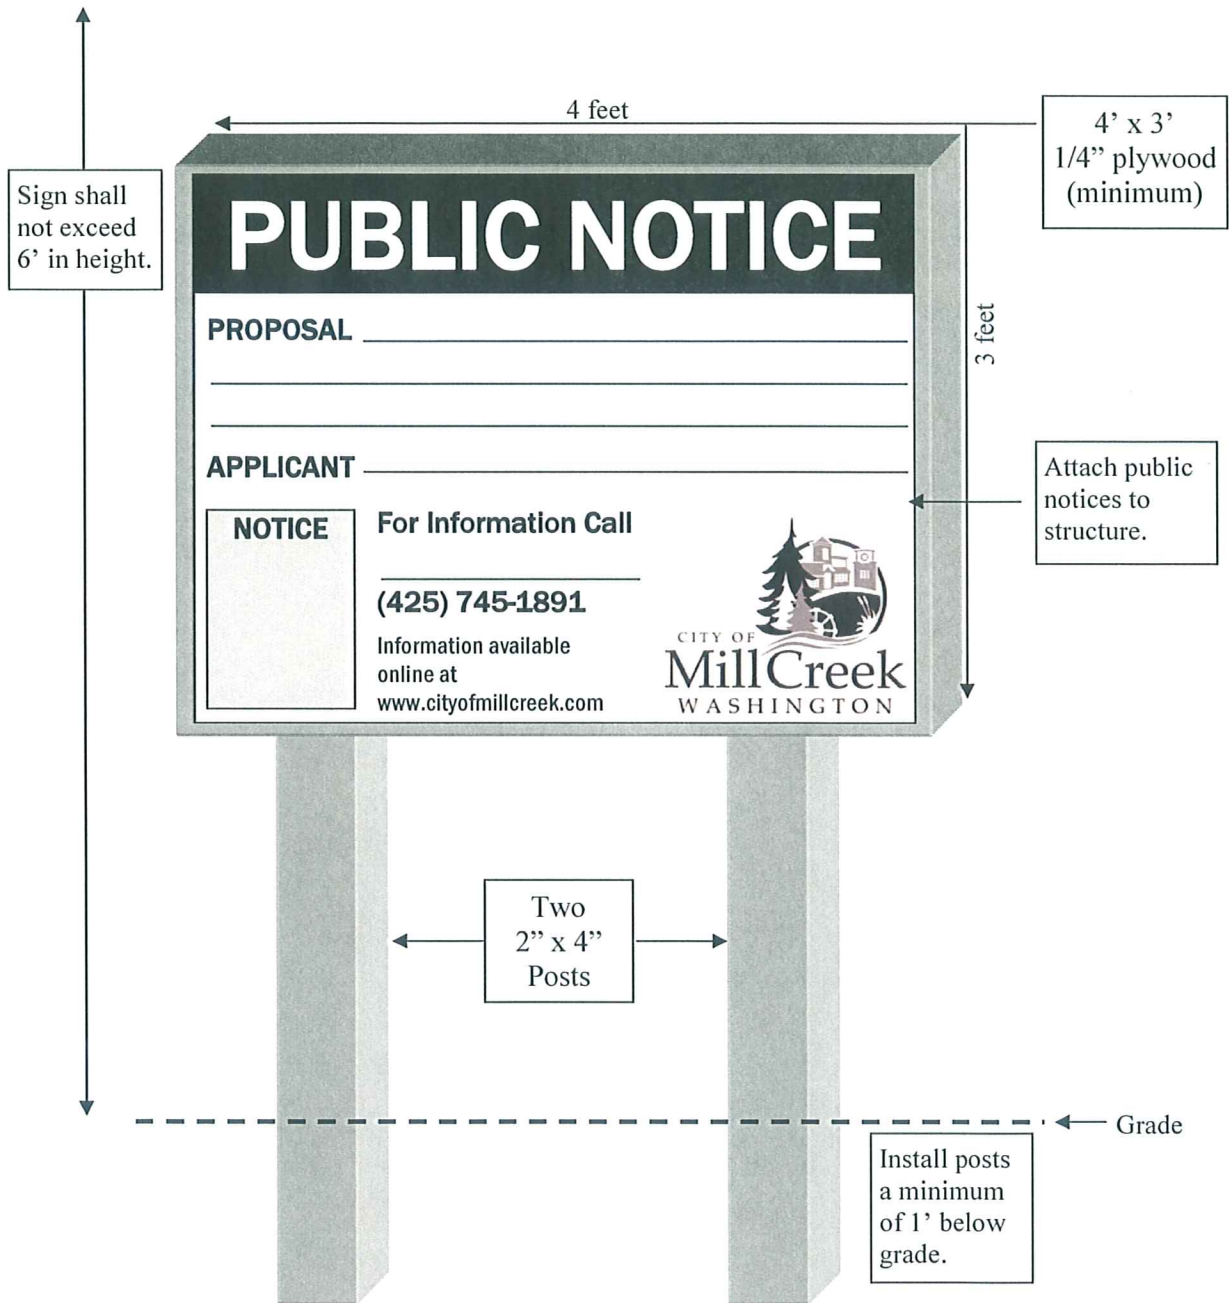 4 feet
4’ x 3’
1/4” plywood
(minimum)
Sign shall
not exceed
6’ in height.
PUBLIC NOTICE
3 feet
PROPOSAL
APPLICANT
Attach public
notices to
structure.
NOTICE
For Information Call
(425) 745-1891
Information available
online at
www.cityofmillcreek.com
CITY OF
Mill Creek
WASHINGTON
Two
2” x 4”
Posts
Grade
Install posts
a minimum
of 1’ below
grade.